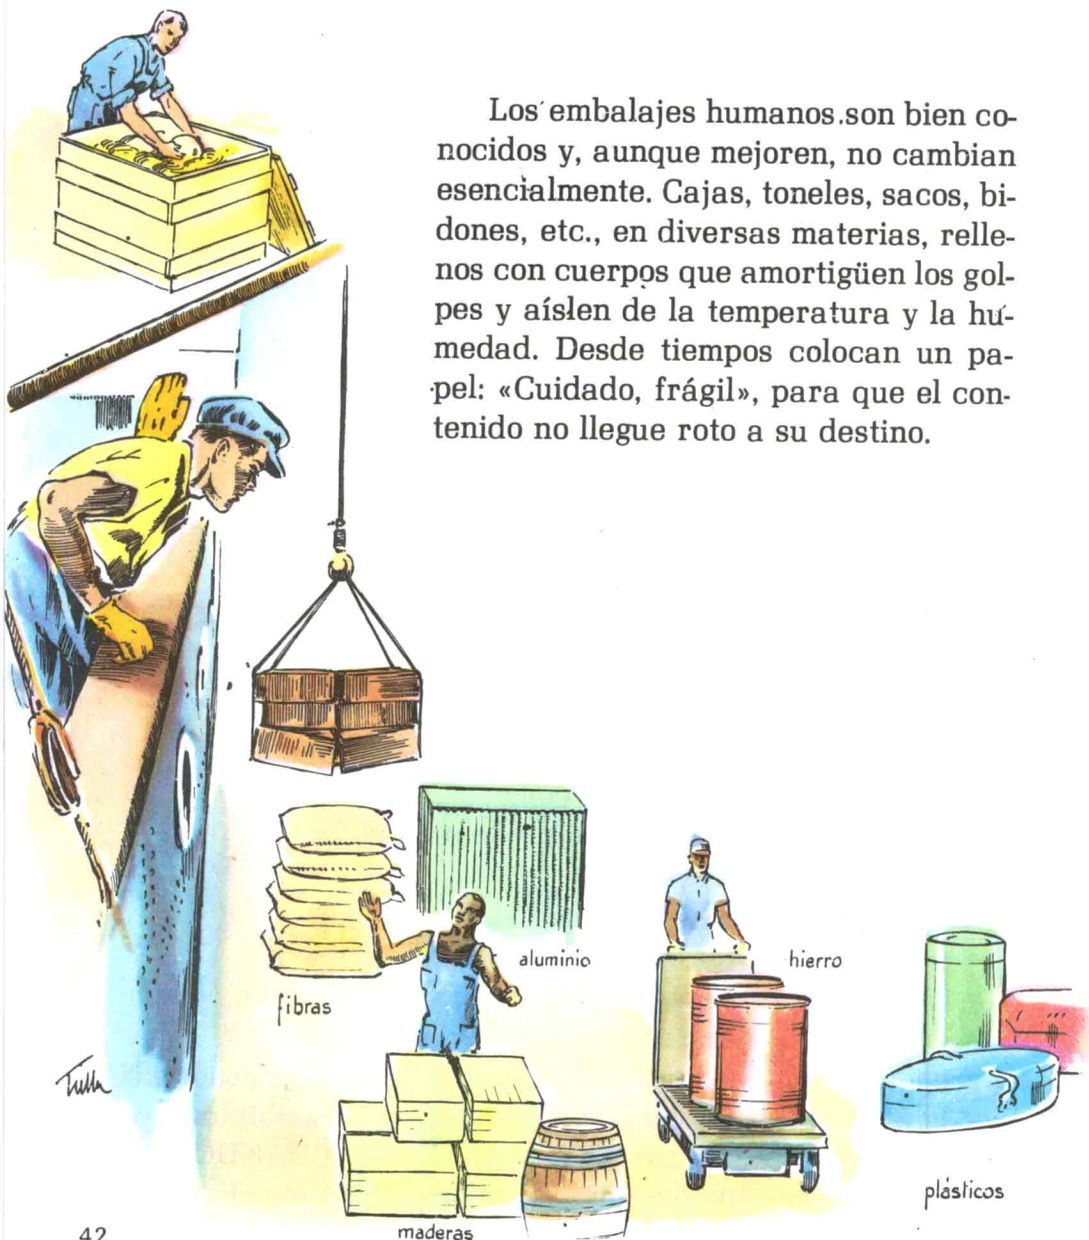 Los embalajes humanos son bien co-
nocidos y, aunque mejoren, no cambian
esencialmente. Cajas, toneles, sacos, bi-
dones, etc., en diversas materias, relle-
nos con cuerpos que amortigüen los gol-
pes y aíslen de la temperatura y la hu-
medad. Desde tiempos colocan un pa-
pel: «Cuidado, frágil», para que el con-
tenido no llegue roto a su destino.
aluminio
hierro
fibras
plásticos
maderas
42